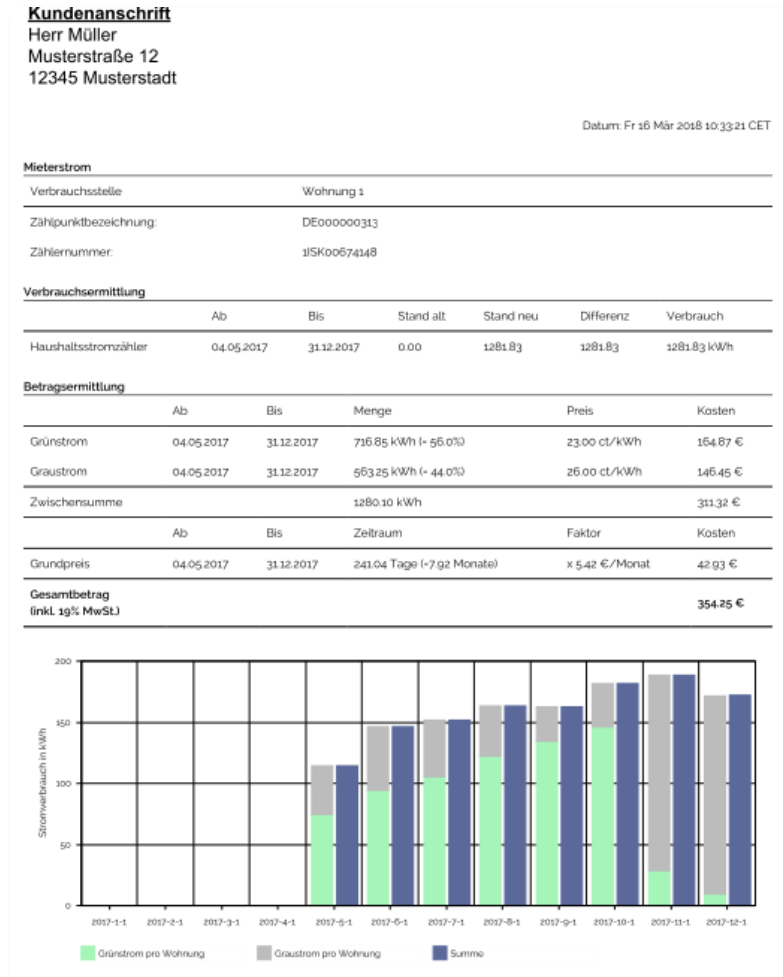 Kundenanschrift
Herr Müller
Musterstraße 12
12345 Musterstadt
Datum: Fr 16 Mär 2018 10:33:21 CET
Mieterstrom
Verbrauchsstelle Wohnung 1
Zählpunktbezeichnung: DE000000313
Zählernummer: 1ISK00674148
Verbrauchsermittlung
Ab Bis Stand alt Stand neu Differenz Verbrauch
Haushaltsstromzähler 04.05.2017 31.12.2017 0.00 1281.83 1281.83 1281.83 kWh
Betragsermittlung
Ab Bis Menge Preis Kosten
Grünstrom 04.05.2017 31.12.2017 716.85 kWh (= 56.0%) 23.00 ct/kWh 164.87 €
Graustrom 04.05.2017 31.12.2017 563.25 kWh (= 44.0%) 26.00 ct/kWh 146.45 €
Zwischensumme 1280.10 kWh 311.32 €
Ab Bis Zeitraum Faktor Kosten
Grundpreis 04.05.2017 31.12.2017 241.04 Tage (=7.92 Monate) x 5.42 €/Monat 42.93 €
Gesamtbetrag
(inkl. 19% MwSt.) 354.25 €
Stromverbrauch in kWh
200
150
100
50
0
2017-1-1 2017-2-1 2017-3-1 2017-4-1 2017-5-1 2017-6-1 2017-7-1 2017-8-1 2017-9-1 2017-10-1 2017-11-1 2017-12-1
Grünstrom pro Wohnung Graustrom pro Wohnung Summe